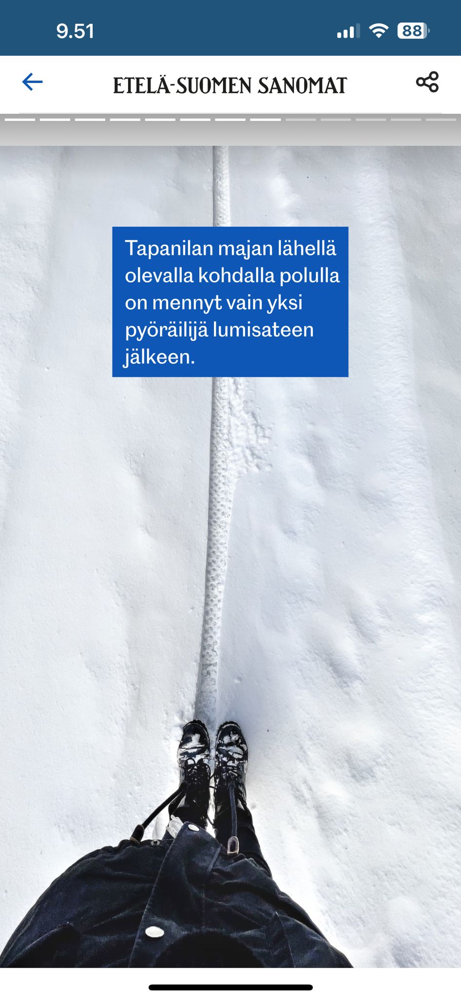 9.51
88
ETELÄ-SUOMEN SANOMAT
Tapanilan majan lähellä
olevalla kohdalla polulla
on mennyt vain yksi
pyöräilijä lumisateen
jälkeen.